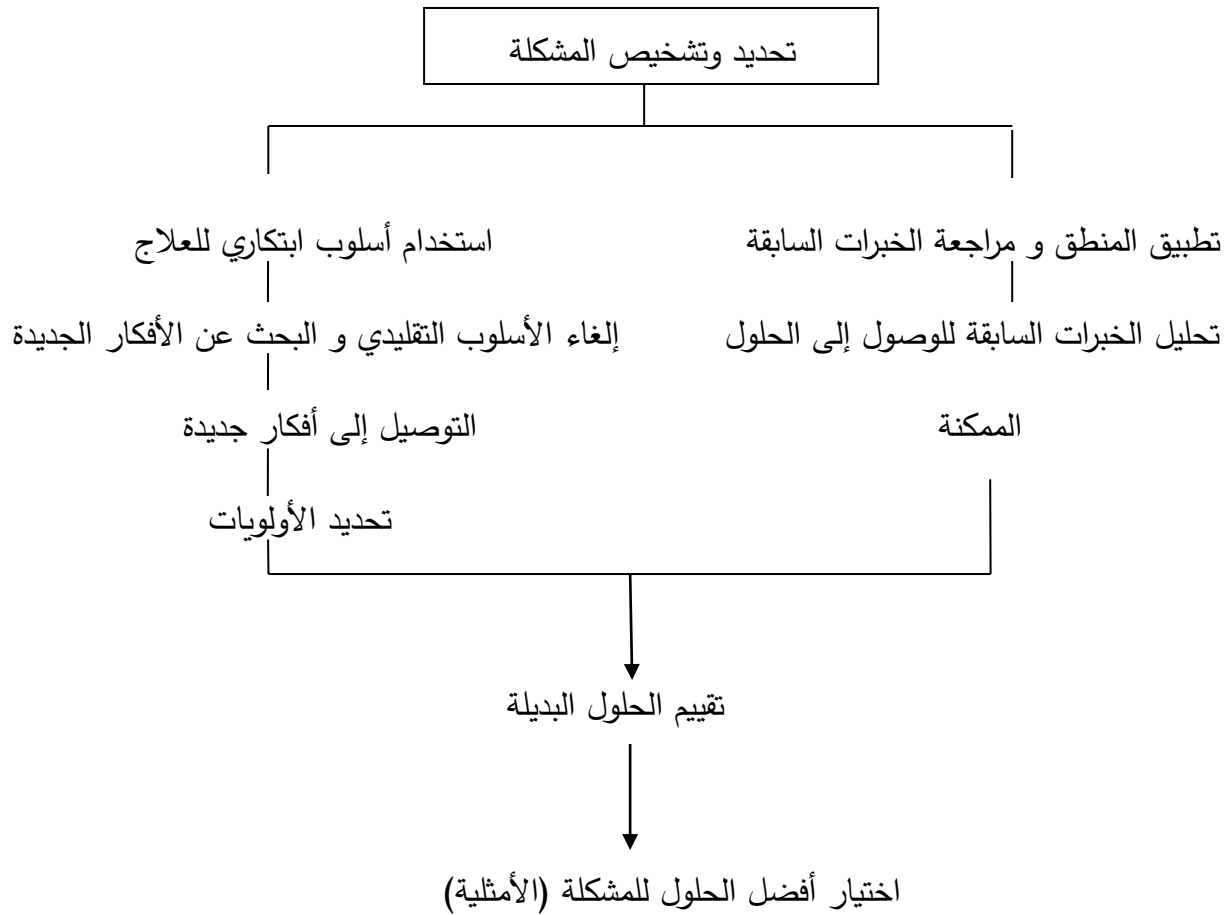 تحديد وتشخيص المشكلة
تطبيق المنطق و مراجعة الخبرات السابقة
استخدام أسلوب ابتكاري للعلاج
تحليل الخبرات السابقة للوصول إلى الحلول
إلغاء الأسلوب التقليدي و البحث عن الأفكار الجديدة
الممكنة
التوصيل إلى أفكار جديدة
تحديد الأولويات
تقييم الحلول البديلة
اختيار أفضل الحلول للمشكلة (الأمثلية)